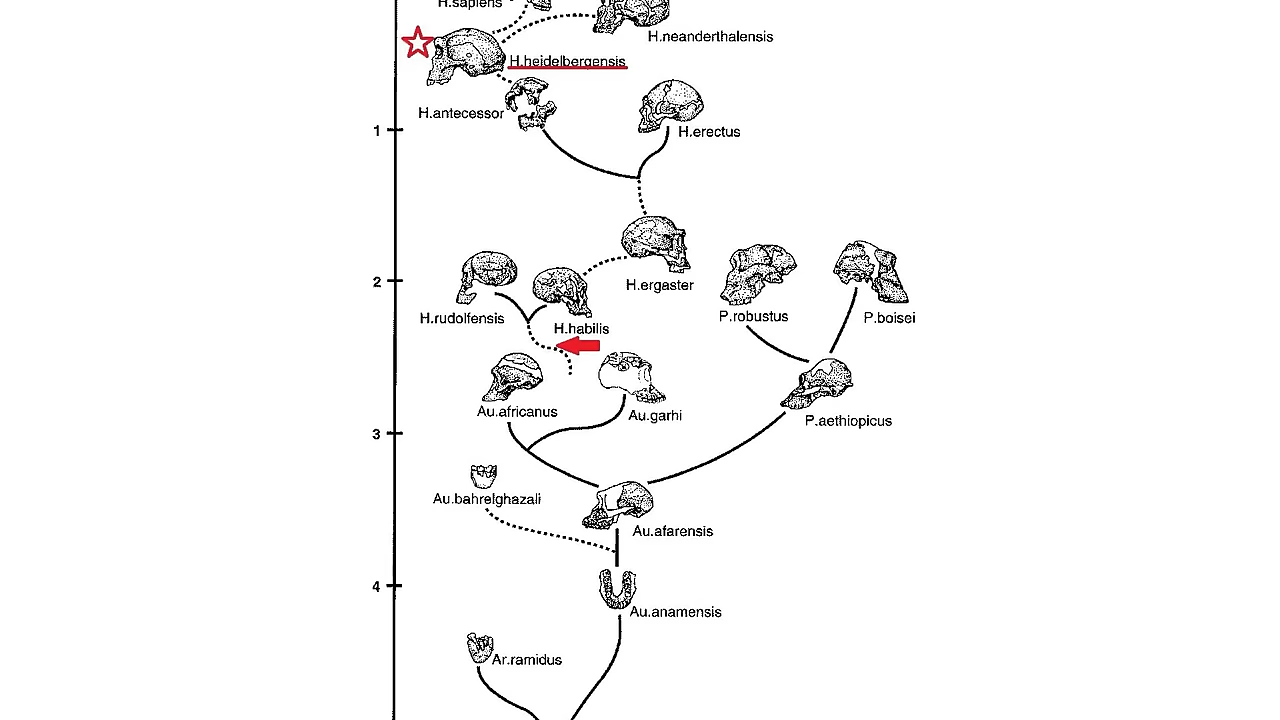 H.sapiens
H.neanderthalensis
H.heidelbergensis
H.antecessor
1
H.erectus
2
H.ergaster
H.rudolfensis
H.habilis
P.robustus
P.boisei
Au.africanus
Au.garhi
P.aethiopicus
3
Au.bahrelghazali
Au.afarensis
4
Au.anamensis
Ar.ramidus